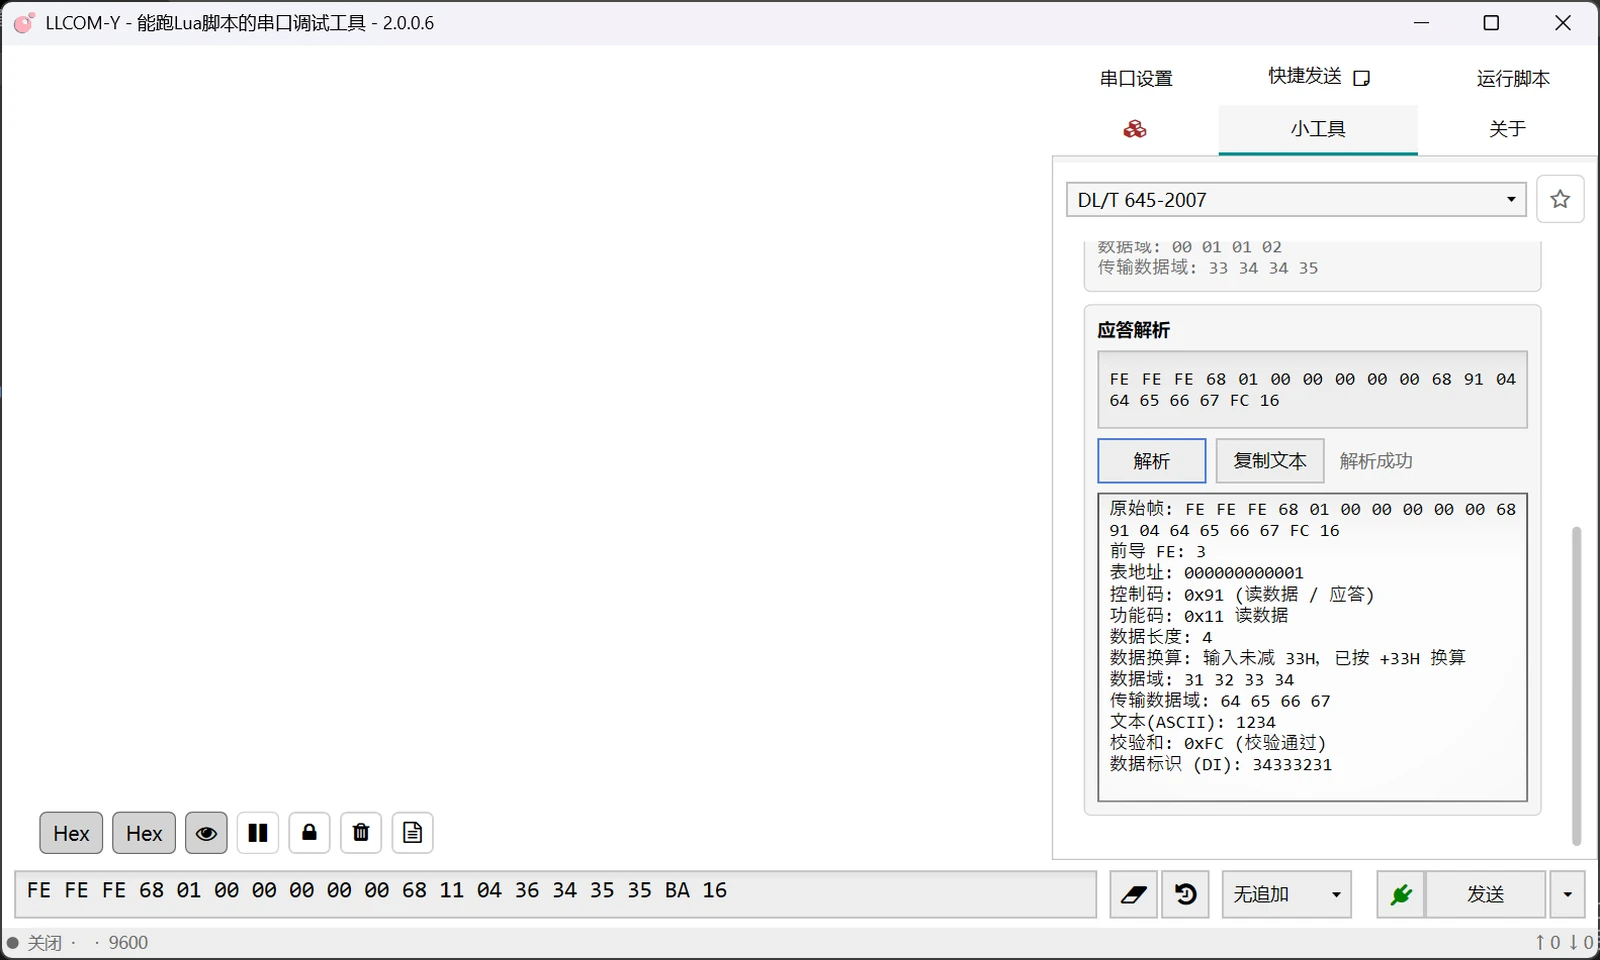 LLCOM-Y - 能跑Lua脚本的串口调试工具 - 2.0.0.6
串口设置
快捷发送
运行脚本
小工具
关于
DL/T 645-2007
数据域: 00 01 01 02
传输数据域: 33 34 34 35
应答解析
FE FE FE 68 01 00 00 00 00 00 68 91 04
64 65 66 67 FC 16
解析
复制文本
解析成功
原始帧: FE FE FE 68 01 00 00 00 00 00 68
91 04 64 65 66 67 FC 16
前导 FE: 3
表地址: 000000000001
控制码: 0x91 (读数据 / 应答)
功能码: 0x11 读数据
数据长度: 4
数据换算: 输入未减 33H, 已按 +33H 换算
数据域: 31 32 33 34
传输数据域: 64 65 66 67
文本(ASCII): 1234
校验和: 0xFC (校验通过)
数据标识 (DI): 34333231
Hex
Hex
FE FE FE 68 01 00 00 00 00 00 68 11 04 36 34 35 35 BA 16
无追加
发送
关闭 · · 9600
↑0 ↓0